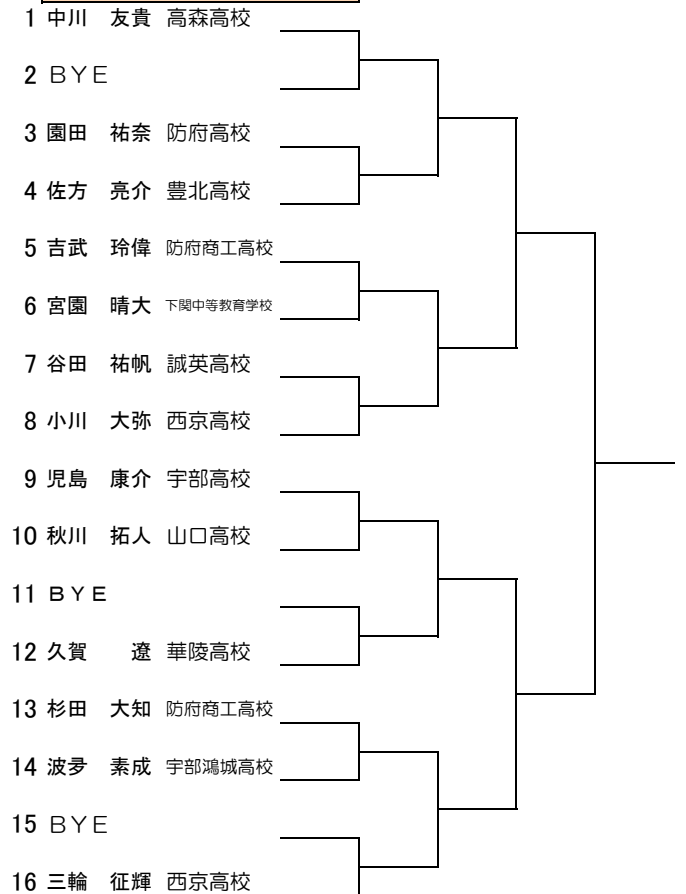 1 中川 友貴 高森高校
2 BYE
3 園田 祐奈 防府高校
4 佐方 亮介 豊北高校
5 吉武 玲偉 防府商工高校
6 宮園 晴大 下関中等教育学校
7 谷田 祐帆 誠英高校
8 小川 大弥 西京高校
9 児島 康介 宇部高校
10 秋川 拓人 山口高校
11 BYE
12 久賀 遼 華陵高校
13 杉田 大知 防府商工高校
14 波夛 素成 宇部鴻城高校
15 BYE
16 三輪 征輝 西京高校